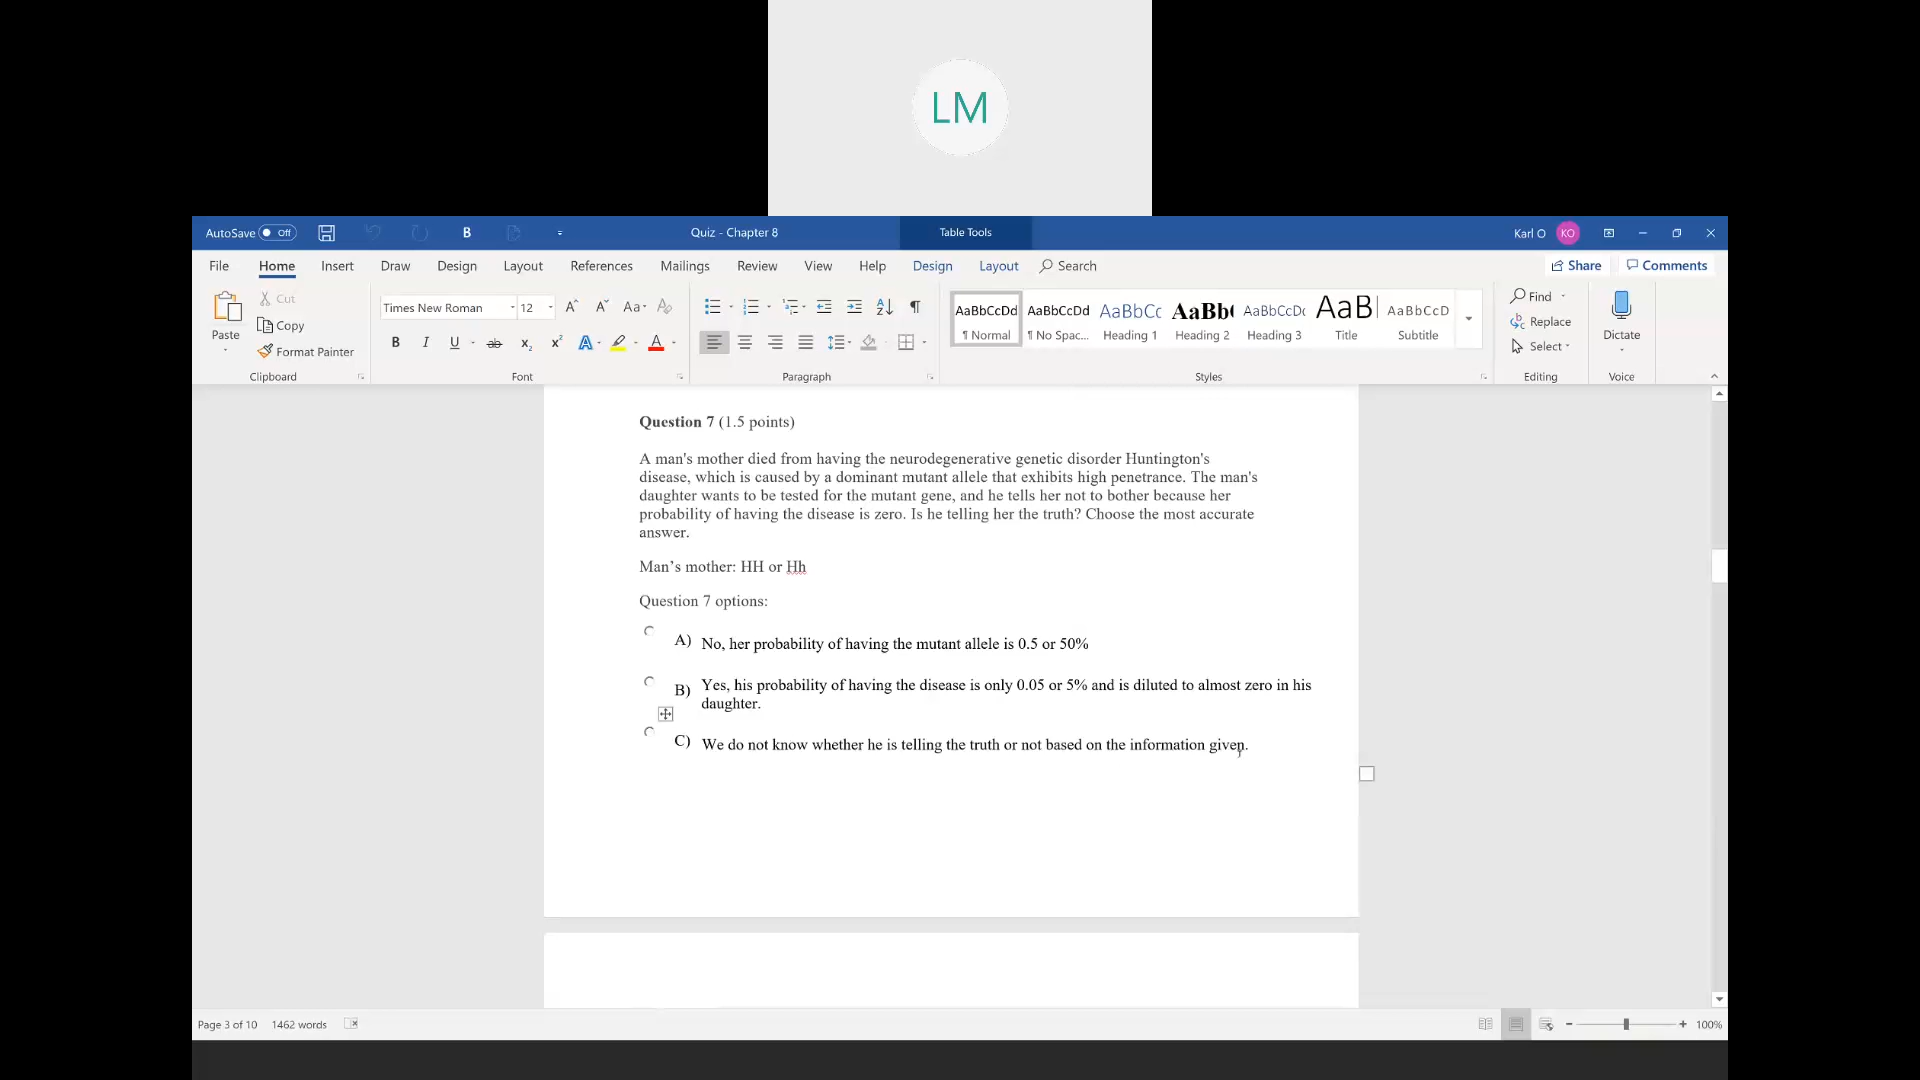 LM
AutoSave Off B Quiz - Chapter 8 Table Tools Karl O KO
File Home Insert Draw Design Layout References Mailings Review View Help Design Layout Search Share Comments
Paste
Cut
Copy
Format Painter
Clipboard
Times New Roman 12
Font
Paragraph
AaBbCcDd AaBbCcDd AaBbCc AaBb( AaBbCcD( AaB AaBbCcD
¶ Normal ¶ No Spac... Heading 1 Heading 2 Heading 3 Title Subtitle
Styles
Find
Replace
Select
Editing
Dictate
Voice
Question 7 (1.5 points)
A man's mother died from having the neurodegenerative genetic disorder Huntington's
disease, which is caused by a dominant mutant allele that exhibits high penetrance. The man's
daughter wants to be tested for the mutant gene, and he tells her not to bother because her
probability of having the disease is zero. Is he telling her the truth? Choose the most accurate
answer.
Man’s mother: HH or Hh
Question 7 options:
A) No, her probability of having the mutant allele is 0.5 or 50%
B) Yes, his probability of having the disease is only 0.05 or 5% and is diluted to almost zero in his
daughter.
C) We do not know whether he is telling the truth or not based on the information given.
Page 3 of 10 1462 words 100%